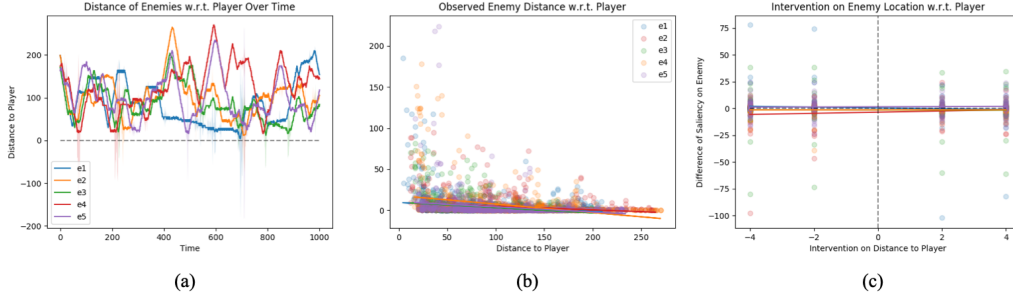 Distance of Enemies w.r.t. Player Over Time
Distance to Player
200
100
0
−100
−200
e1
e2
e3
e4
e5
0
200
400
600
800
1000
Time
(a)
Observed Enemy Distance w.r.t. Player
200
150
100
50
0
e1
e2
e3
e4
e5
0
50
100
150
200
250
Distance to Player
(b)
Intervention on Enemy Location w.r.t. Player
Difference of Saliency on Enemy
75
50
25
0
−25
−50
−75
−100
−4
−2
0
2
4
Intervention on Distance to Player
(c)